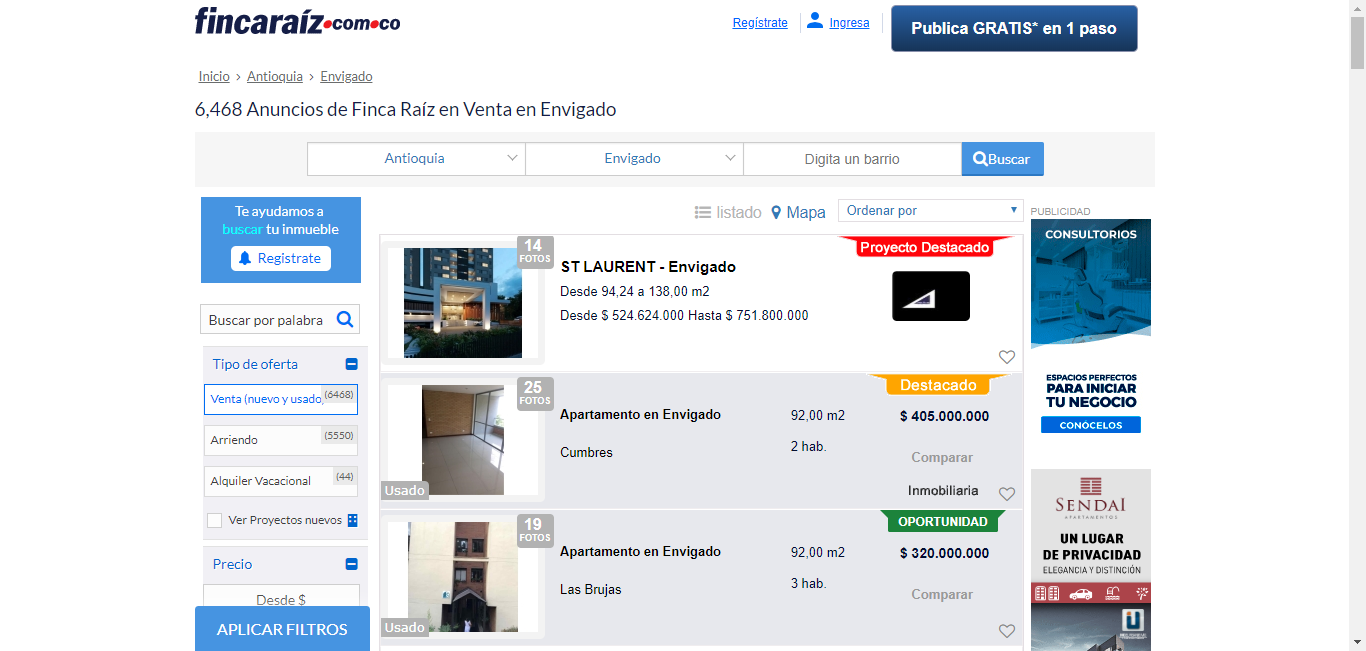 fincaraíz.com.co
Regístrate
Ingresa
Publica GRATIS* en 1 paso
Inicio > Antioquia > Envigado
6,468 Anuncios de Finca Raíz en Venta en Envigado
Antioquia
Envigado
Digita un barrio
Buscar
Te ayudamos a
buscar tu inmueble
Registrate
listado
Mapa
Ordenar por
PUBLICIDAD
Buscar por palabra
Tipo de oferta
Venta (nuevo y usado)
(6468)
Arriendo
(5550)
Alquiler Vacacional
(44)
Ver Proyectos nuevos
Precio
Desde $
APLICAR FILTROS
14
FOTOS
ST LAURENT - Envigado
Desde 94,24 a 138,00 m2
Desde $ 524.624.000 Hasta $ 751.800.000
Proyecto Destacado
25
FOTOS
Usado
Apartamento en Envigado
Cumbres
92,00 m2
2 hab.
Destacado
$ 405.000.000
Comparar
Inmobiliaria
19
FOTOS
Usado
Apartamento en Envigado
Las Brujas
92,00 m2
3 hab.
OPORTUNIDAD
$ 320.000.000
Comparar
CONSULTORIOS
ESPACIOS PERFECTOS
PARA INICIAR
TU NEGOCIO
CONÓCELOS
SENDAI
APARTAMENTOS
UN LUGAR
DE PRIVACIDAD
ELEGANCIA Y DISTINCIÓN